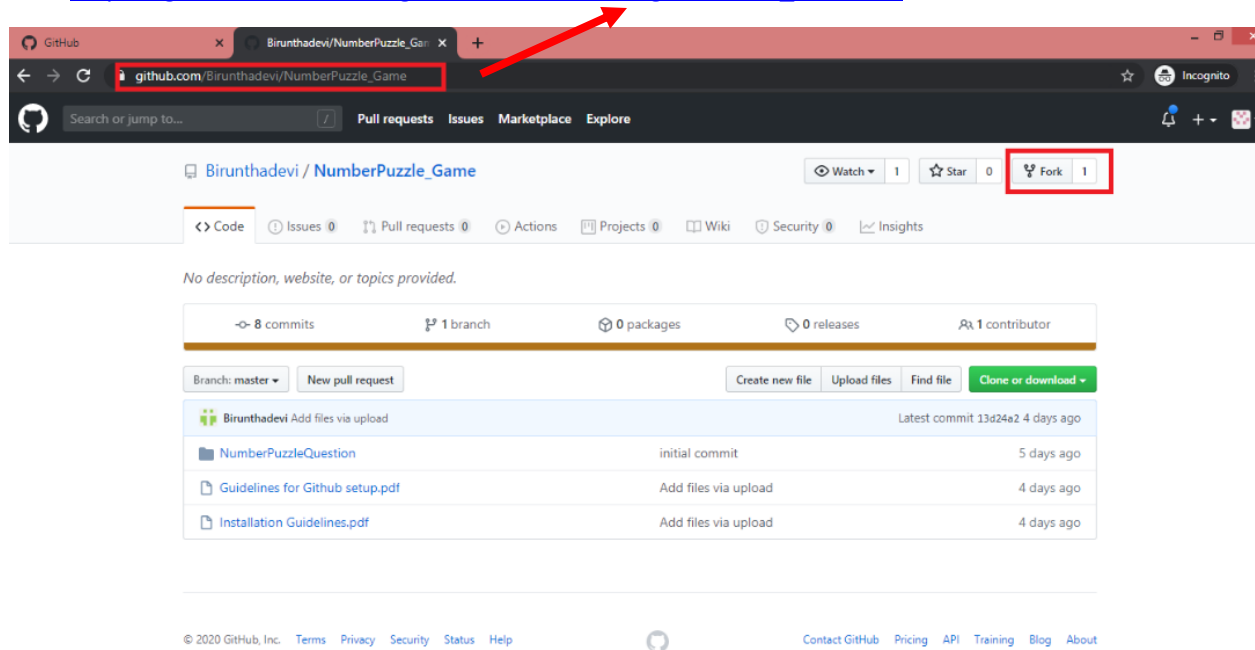 GitHub × Birunthadevi/NumberPuzzle_Gam × +
github.com/Birunthadevi/NumberPuzzle_Game Incognito
Search or jump to... / Pull requests Issues Marketplace Explore
Birunthadevi / NumberPuzzle_Game Watch 1 Star 0 Fork 1
<> Code Issues 0 Pull requests 0 Actions Projects 0 Wiki Security 0 Insights
No description, website, or topics provided.
8 commits 1 branch 0 packages 0 releases 1 contributor
Branch: master New pull request Create new file Upload files Find file Clone or download
Birunthadevi Add files via upload Latest commit 13d24a2 4 days ago
NumberPuzzleQuestion initial commit 5 days ago
Guidelines for Github setup.pdf Add files via upload 4 days ago
Installation Guidelines.pdf Add files via upload 4 days ago
© 2020 GitHub, Inc. Terms Privacy Security Status Help Contact GitHub Pricing API Training Blog About